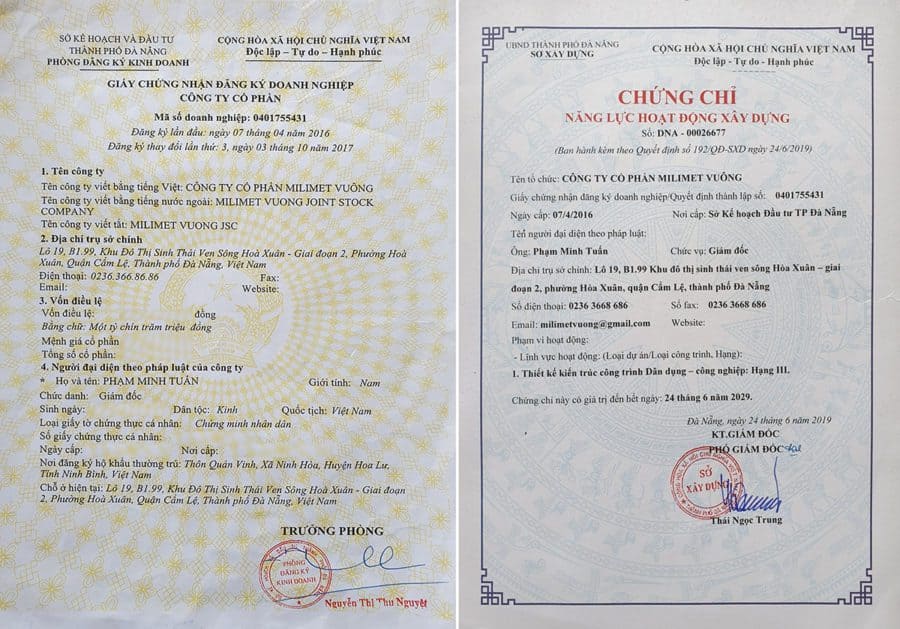 SỞ KẾ HOẠCH VÀ ĐẦU TƯ
THÀNH PHỐ ĐÀ NẴNG
PHÒNG ĐĂNG KÝ KINH DOANH
CỘNG HÒA XÃ HỘI CHỦ NGHĨA VIỆT NAM
Độc lập - Tự do - Hạnh phúc
GIẤY CHỨNG NHẬN ĐĂNG KÝ DOANH NGHIỆP
CÔNG TY CỔ PHẦN
Mã số doanh nghiệp: 0401755431
Đăng ký lần đầu: ngày 07 tháng 04 năm 2016
Đăng ký thay đổi lần thứ: 3, ngày 03 tháng 10 năm 2017
1. Tên công ty
Tên công ty viết bằng tiếng Việt: CÔNG TY CỔ PHẦN MILIMET VUÔNG
Tên công ty viết bằng tiếng nước ngoài: MILIMET VUONG JOINT STOCK
COMPANY
Tên công ty viết tắt: MILIMET VUONG JSC
2. Địa chỉ trụ sở chính
Lô 19, B1.99, Khu Đô Thị Sinh Thái Ven Sông Hoà Xuân - Giai đoạn 2, Phường Hoà
Xuân, Quận Cẩm Lệ, Thành phố Đà Nẵng, Việt Nam
Điện thoại: 0236.366.86.86 Fax:
Email: Website:
3. Vốn điều lệ
Vốn điều lệ: đồng
Bằng chữ: Một tỷ chín trăm triệu đồng
Mệnh giá cổ phần
Tổng số cổ phần:
4. Người đại diện theo pháp luật của công ty
* Họ và tên: PHẠM MINH TUẤN Giới tính: Nam
Chức danh: Giám đốc
Sinh ngày: Dân tộc: Kinh Quốc tịch: Việt Nam
Loại giấy tờ chứng thực cá nhân: Chứng minh nhân dân
Số giấy chứng thực cá nhân:
Ngày cấp: Nơi cấp:
Nơi đăng ký hộ khẩu thường trú: Thôn Quán Vinh, Xã Ninh Hòa, Huyện Hoa Lư,
Tỉnh Ninh Bình, Việt Nam
Chỗ ở hiện tại: Lô 19, B1.99, Khu Đô Thị Sinh Thái Ven Sông Hoà Xuân - Giai đoạn
2, Phường Hoà Xuân, Quận Cẩm Lệ, Thành phố Đà Nẵng, Việt Nam
TRƯỞNG PHÒNG
PHÒNG
ĐĂNG KÝ
KINH DOANH
Nguyễn Thị Thu Nguyệt
UBND THÀNH PHỐ ĐÀ NẴNG
SỞ XÂY DỰNG
CỘNG HÒA XÃ HỘI CHỦ NGHĨA VIỆT NAM
Độc lập - Tự do - Hạnh phúc
CHỨNG CHỈ
NĂNG LỰC HOẠT ĐỘNG XÂY DỰNG
Số: DNA - 00026677
(Ban hành kèm theo Quyết định số 192/QĐ-SXD ngày 24/6/2019)
Tên tổ chức: CÔNG TY CỔ PHẦN MILIMET VUÔNG
Giấy chứng nhận đăng ký doanh nghiệp/Quyết định thành lập số: 0401755431
Ngày cấp: 07/4/2016 Nơi cấp: Sở Kế hoạch Đầu tư TP Đà Nẵng
Tên người đại diện theo pháp luật:
Ông: Phạm Minh Tuấn Chức vụ: Giám đốc
Địa chỉ trụ sở chính: Lô 19, B1.99 Khu đô thị sinh thái ven sông Hòa Xuân – giai
đoạn 2, phường Hòa Xuân, quận Cẩm Lệ, thành phố Đà Nẵng
Số điện thoại: 0236 3668 686 Số fax: 0236 3668 686
Email: milimetvuong@gmail.com Website:
Phạm vi hoạt động:
- Lĩnh vực hoạt động: (Loại dự án/Loại công trình, Hạng):
1. Thiết kế kiến trúc công trình Dân dụng – công nghiệp: Hạng III.
Chứng chỉ này có giá trị đến hết ngày: 24 tháng 6 năm 2029.
Đà Nẵng, ngày 24 tháng 6 năm 2019
KT.GIÁM ĐỐC
PHÓ GIÁM ĐỐC
SỞ
XÂY DỰNG
Thái Ngọc Trung